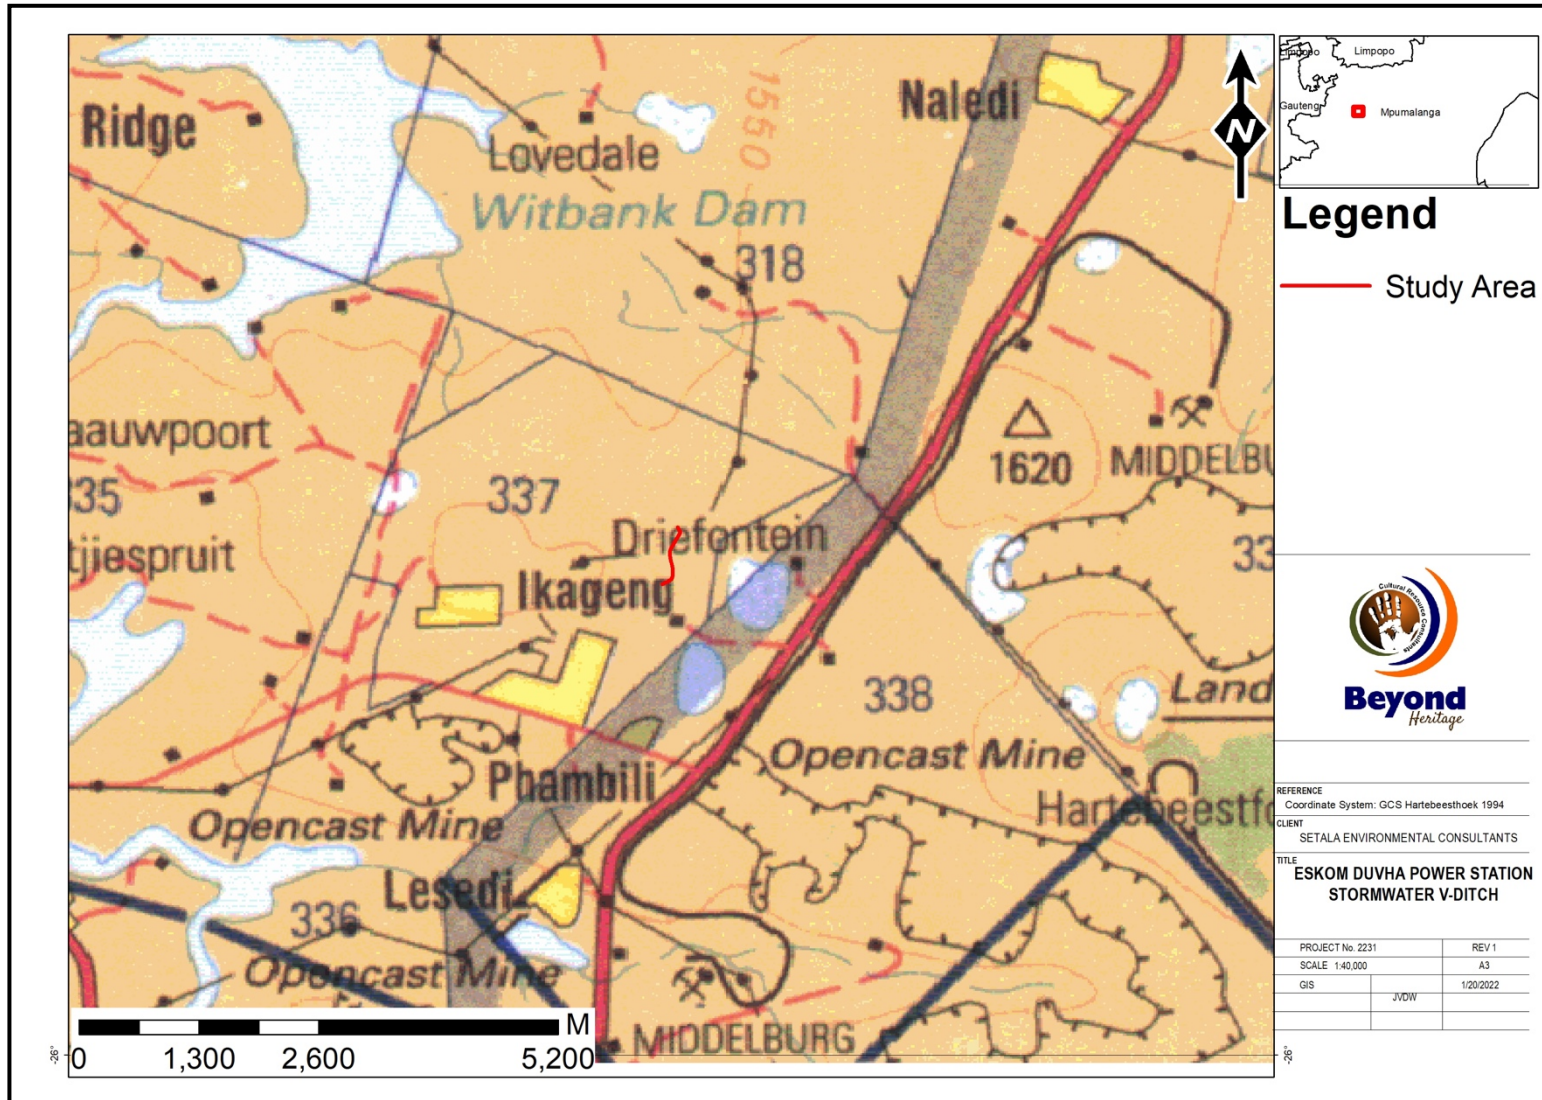 Ridge
Lovedale
1560
Naledi
Witbank Dam
318
aauwpoort
335
337
tjiespruit
Driefontein
Ikageng
1620
MIDDELBU
33
338
Land
Opencast Mine
Phambili
Opencast Mine
Hartebeestfo
Lesedi
336
Opencast Mine
MIDDELBURG
M
0 1,300 2,600 5,200
-26°
-26°
N
Limpopo
Limpopo
Gauteng
Mpumalanga
Legend
Study Area
Cultural Resource Consultants
Beyond
Heritage
REFERENCE
Coordinate System: GCS Hartebeesthoek 1994
CLIENT
SETALA ENVIRONMENTAL CONSULTANTS
TITLE
ESKOM DUVHA POWER STATION
STORMWATER V-DITCH
PROJECT No. 2231 REV 1
SCALE 1:40,000 A3
GIS 1/20/2022
JVDW